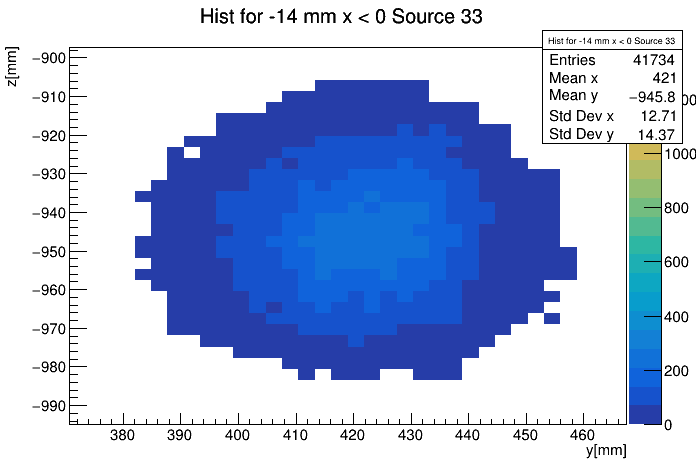 Hist for -14 mm x < 0 Source 33
Hist for -14 mm x < 0 Source 33
Entries 41734
Mean x 421
Mean y −945.8
Std Dev x 12.71
Std Dev y 14.37
z[mm]
−900
−910
−920
−930
−940
−950
−960
−970
−980
−990
380 390 400 410 420 430 440 450 460
y[mm]
1000
800
600
400
200
0